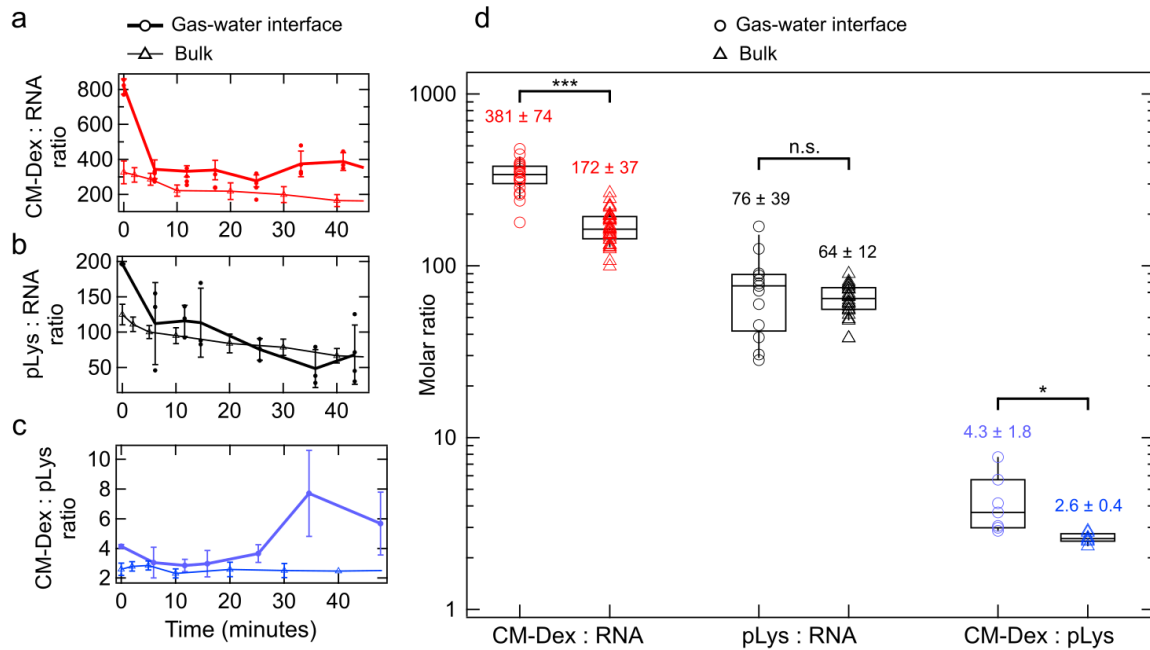 a
Gas-water interface
Bulk
CM-Dex : RNA
ratio
800
600
400
200
0 10 20 30 40
b
pLys : RNA
ratio
200
150
100
50
0 10 20 30 40
c
CM-Dex : pLys
ratio
10
8
6
4
2
0 10 20 30 40
Time (minutes)
d
Gas-water interface
Bulk
Molar ratio
1000
100
10
1
***
381 ± 74
172 ± 37
n.s.
76 ± 39
64 ± 12
*
4.3 ± 1.8
2.6 ± 0.4
CM-Dex : RNA pLys : RNA CM-Dex : pLys